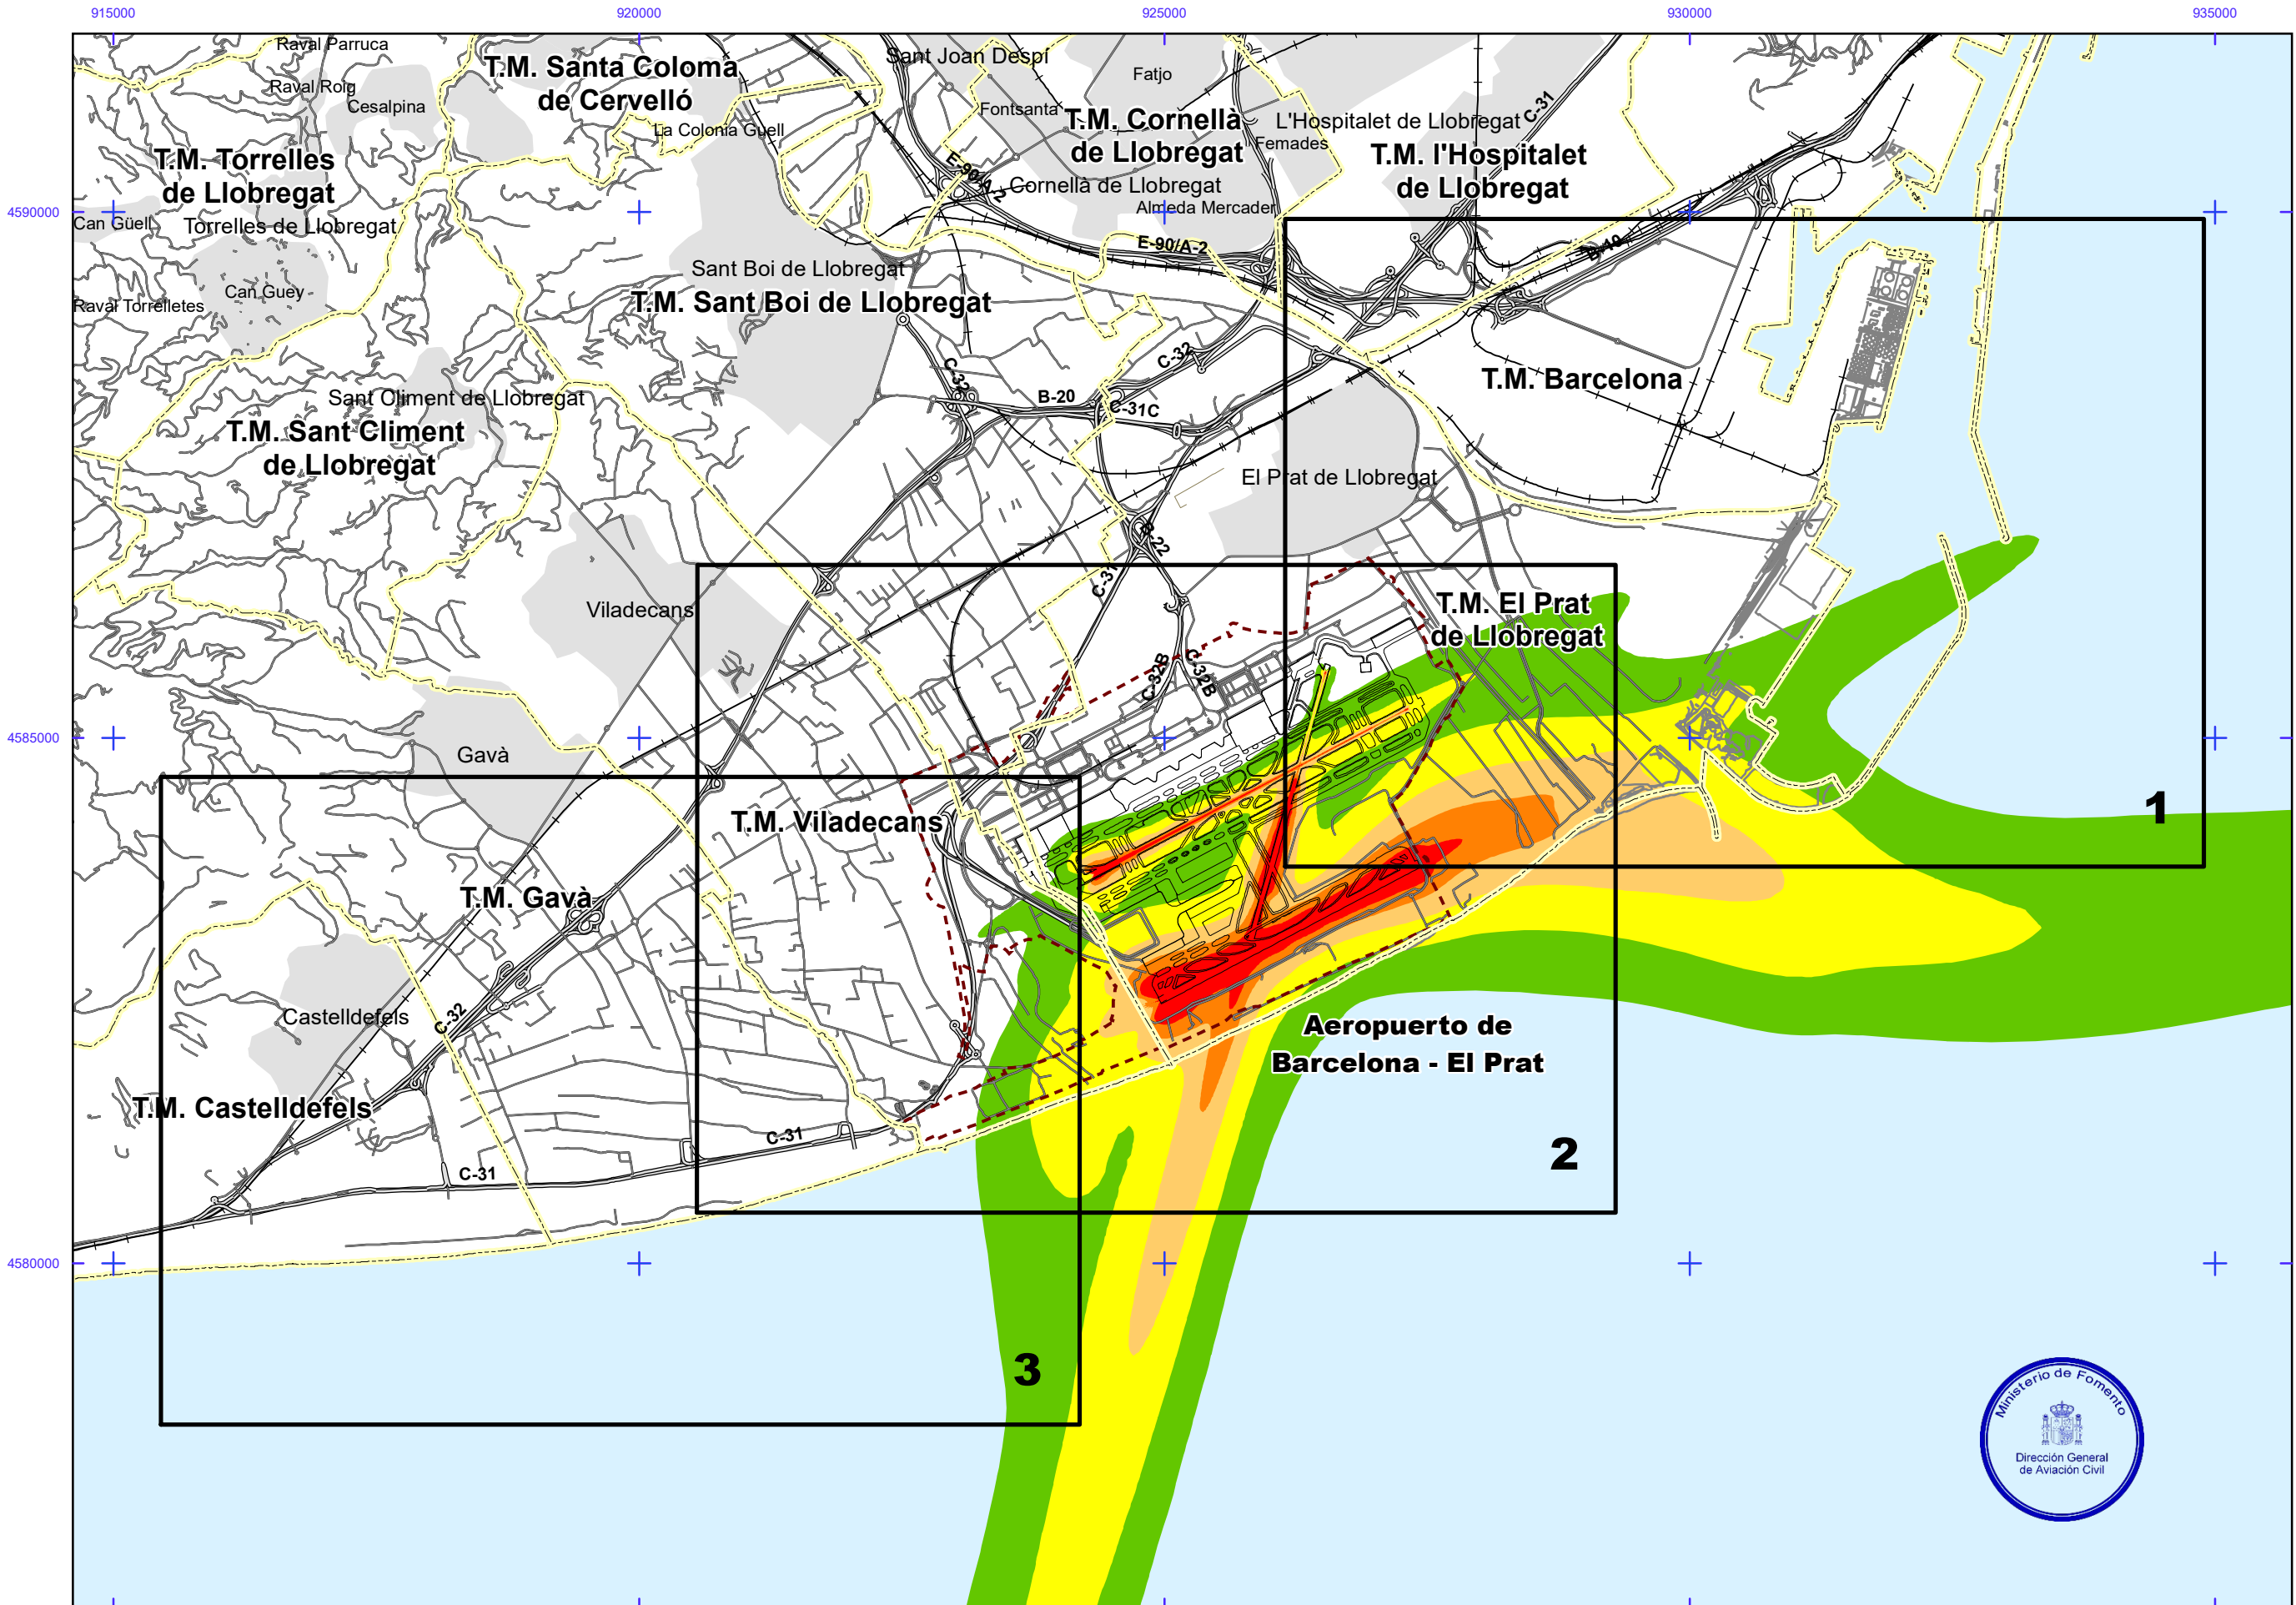 915000
920000
925000
930000
935000
4590000
4585000
4580000
Raval Parruca
Raval Roig
Cesalpina
T.M. Santa Coloma
de Cervelló
La Colonia Guell
Sant Joan Despí
Fatjo
Fontsanta
T.M. Cornellà
de Llobregat
L'Hospitalet de Llobregat
Femades
C-31
T.M. l'Hospitalet
de Llobregat
T.M. Torrelles
de Llobregat
Can Güell
Torrelles de Llobregat
E-90/A-2
Cornellà de Llobregat
Almeda Mercader
E-90/A-2
B-10
Raval Torrelletes
Can Guey
Sant Boi de Llobregat
T.M. Sant Boi de Llobregat
C-32
C-32
B-20
C-31C
T.M. Barcelona
Sant Climent de Llobregat
T.M. Sant Climent
de Llobregat
El Prat de Llobregat
B-22
C-31
Viladecans
T.M. El Prat
de Llobregat
C-32B
C-32B
Gavà
T.M. Viladecans
1
T.M. Gavà
Castelldefels
C-32
Aeropuerto de
Barcelona - El Prat
T.M. Castelldefels
C-31
C-31
2
3
Ministerio de Fomento
Dirección General
de Aviación Civil